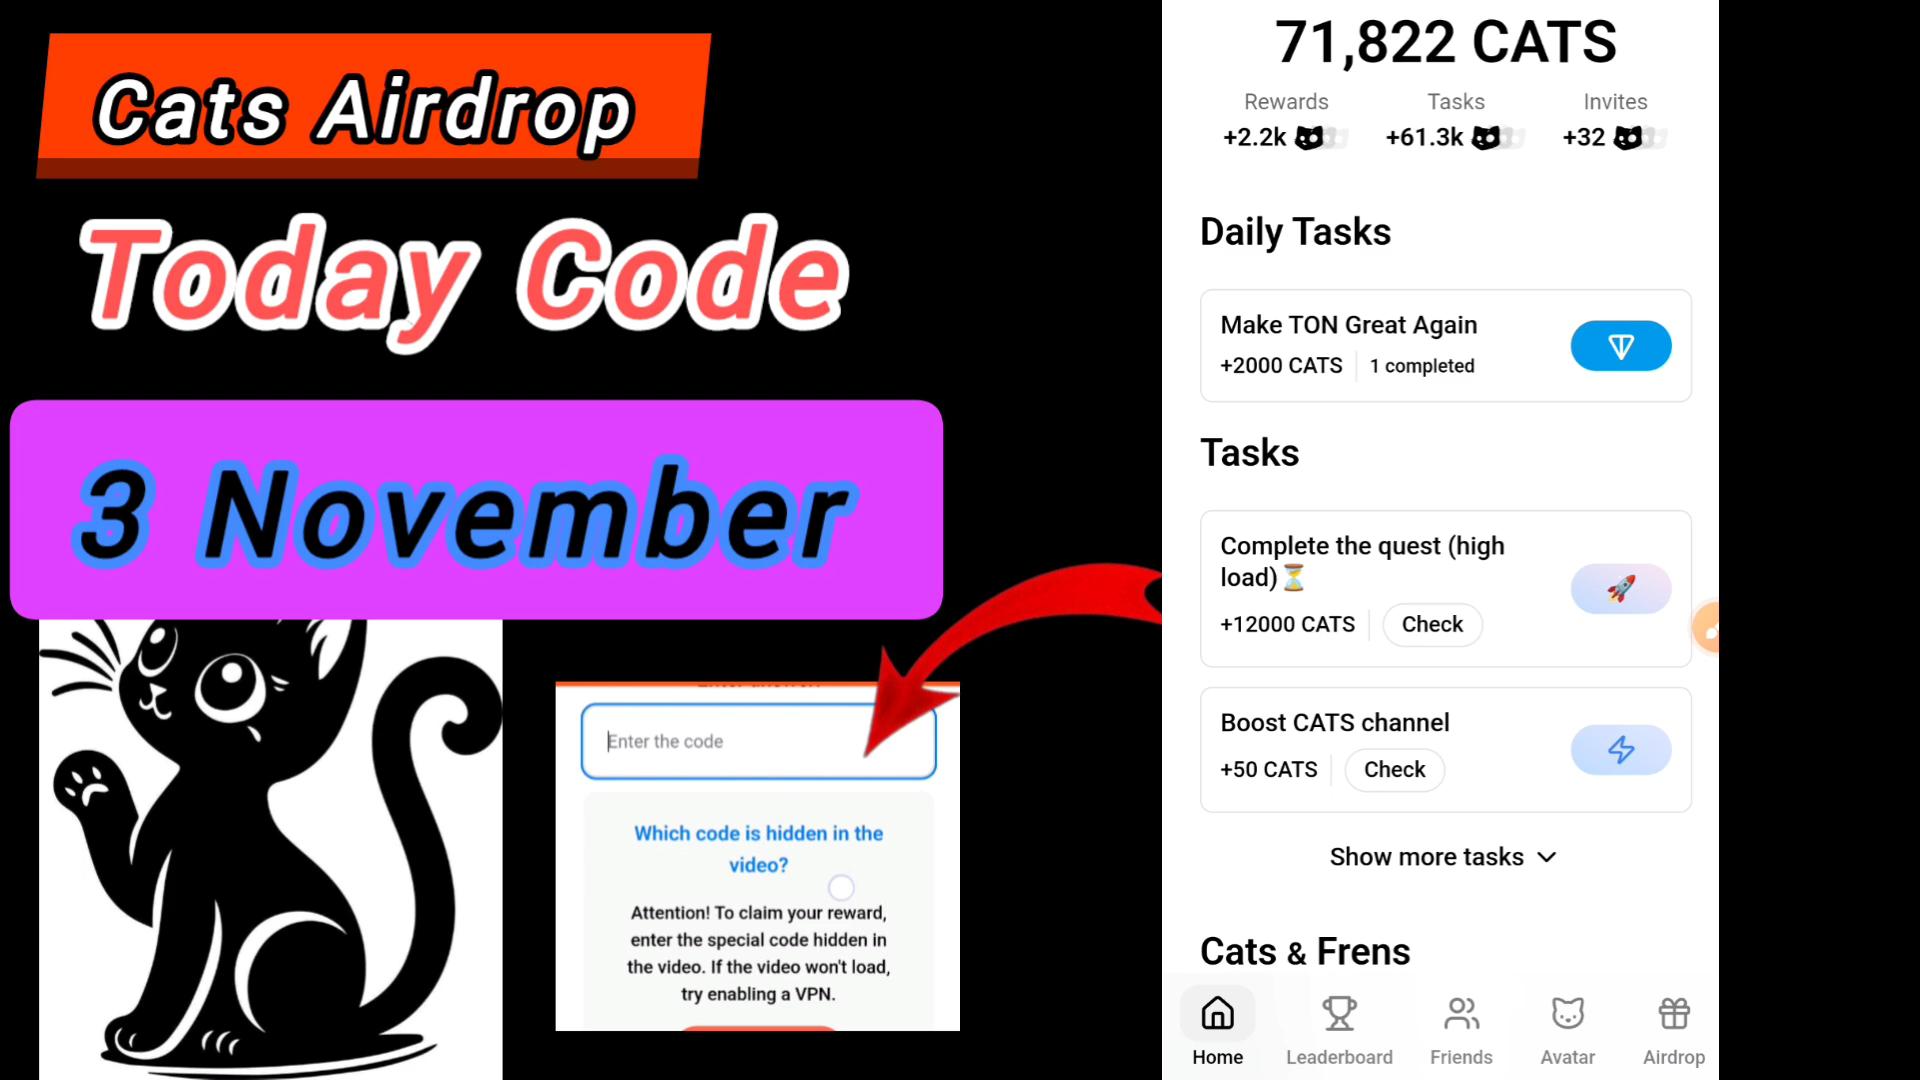 Cats Airdrop
Today Code
3 November
Enter the code
Which code is hidden in the
video?
Attention! To claim your reward,
enter the special code hidden in
the video. If the video won't load,
try enabling a VPN.
71,822 CATS
Rewards Tasks Invites
+2.2k +61.3k +32
Daily Tasks
Make TON Great Again
+2000 CATS 1 completed
Tasks
Complete the quest (high
load)⏳
+12000 CATS Check
Boost CATS channel
+50 CATS Check
Show more tasks
Cats & Frens
Home Leaderboard Friends Avatar Airdrop